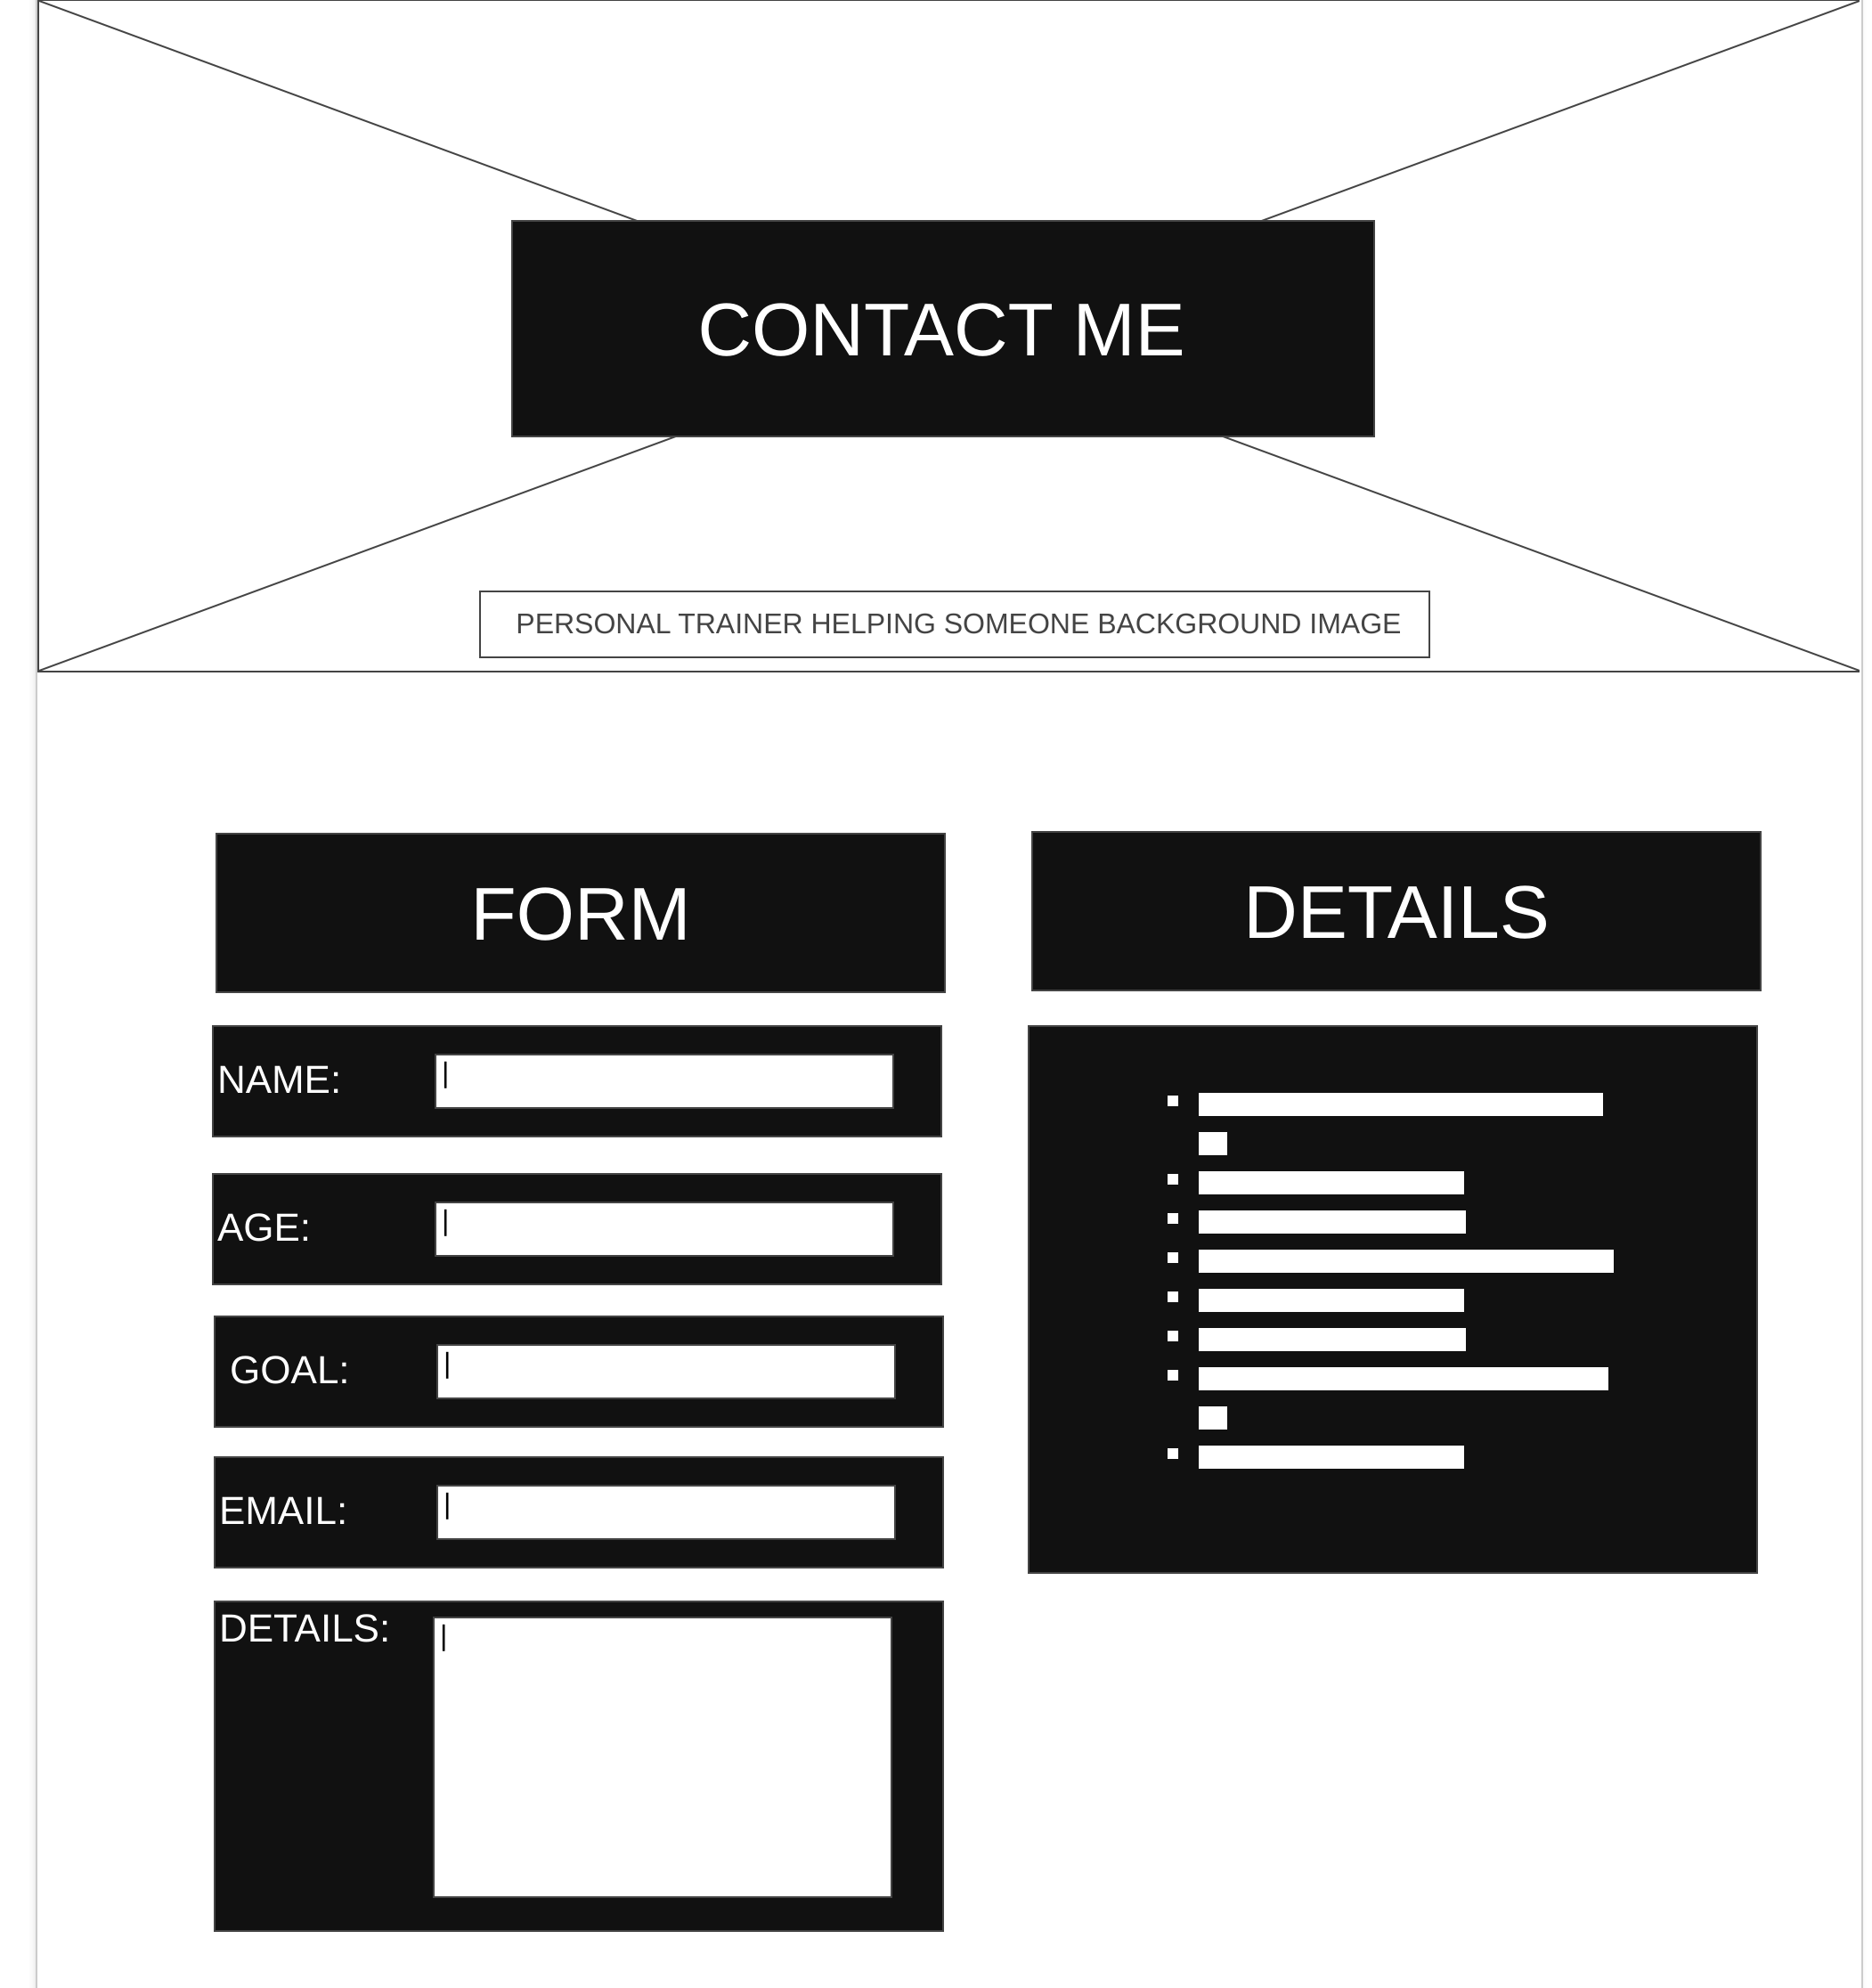 CONTACT ME
PERSONAL TRAINER HELPING SOMEONE BACKGROUND IMAGE
FORM
DETAILS
NAME:
AGE:
GOAL:
EMAIL:
DETAILS: